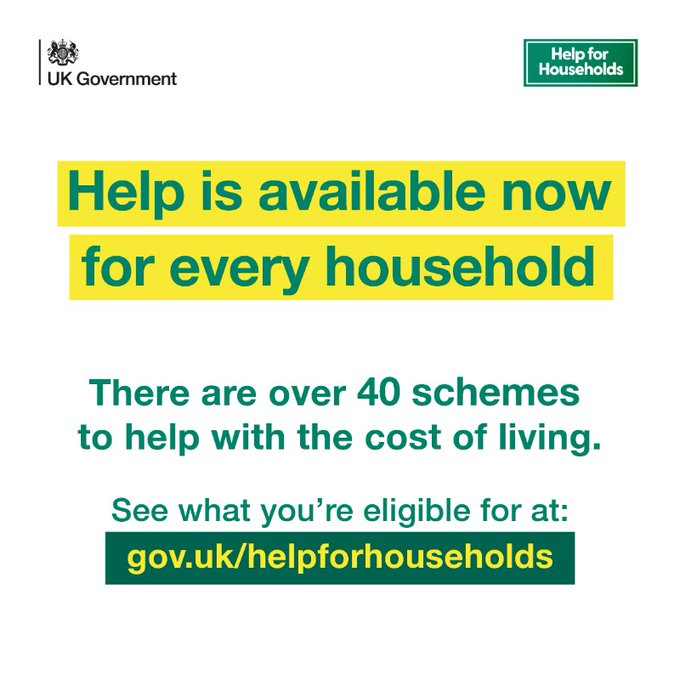 UK Government
Help for
Households
Help is available now
for every household
There are over 40 schemes
to help with the cost of living.
See what you're eligible for at:
gov.uk/helpforhouseholds